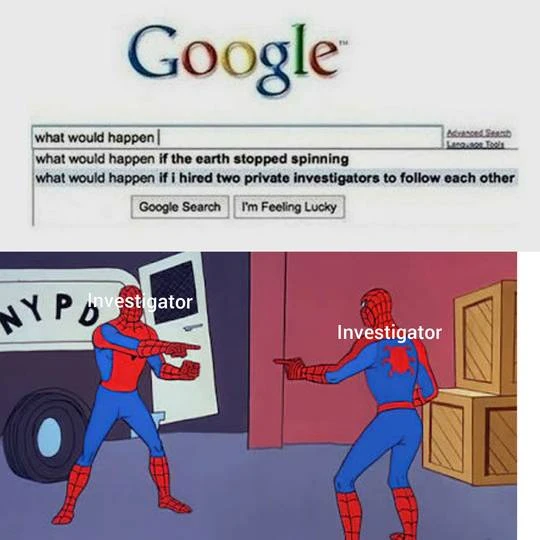 Google™
what would happen
Advanced Search
Language Tools
what would happen if the earth stopped spinning
what would happen if i hired two private investigators to follow each other
Google Search
I'm Feeling Lucky
NYPD
Investigator
Investigator